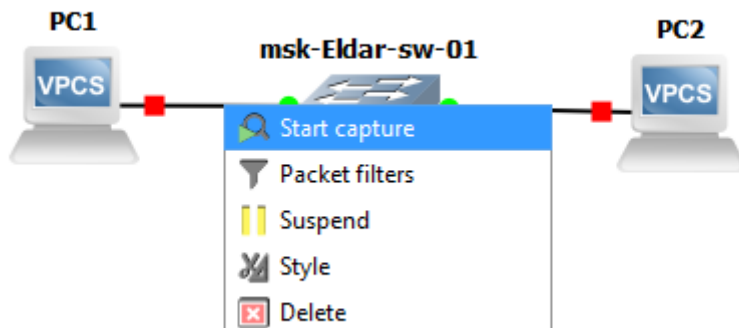 PC1
msk-Eldar-sw-01
PC2
VPCS
VPCS
Start capture
Packet filters
Suspend
Style
Delete